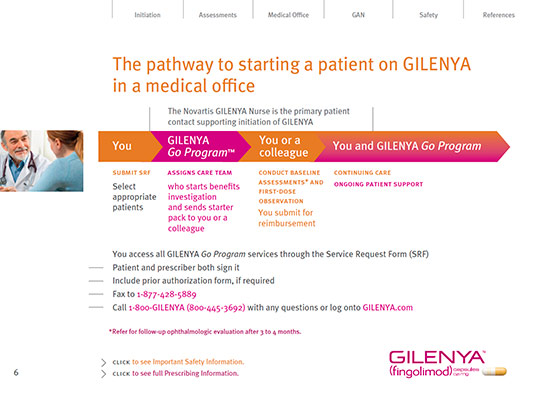 Initiation
Assessments
Medical Office
GAN
Safety
References
The pathway to starting a patient on GILENYA
in a medical office
The Novartis GILENYA Nurse is the primary patient
contact supporting initiation of GILENYA
You
GILENYA
Go Program™
You or a
colleague
You and GILENYA Go Program
SUBMIT SRF
Select
appropriate
patients
ASSIGNS CARE TEAM
who starts benefits
investigation
and sends starter
pack to you or a
colleague
CONDUCT BASELINE
ASSESSMENTS* AND
FIRST-DOSE
OBSERVATION
You submit for
reimbursement
CONTINUING CARE
ONGOING PATIENT SUPPORT
You access all GILENYA Go Program services through the Service Request Form (SRF)
Patient and prescriber both sign it
Include prior authorization form, if required
Fax to 1-877-428-5889
Call 1-800-GILENYA (800-445-3692) with any questions or log onto GILENYA.com
*Refer for follow-up ophthalmologic evaluation after 3 to 4 months.
CLICK to see Important Safety Information.
CLICK to see full Prescribing Information.
6
GILENYA
(fingolimod) capsules